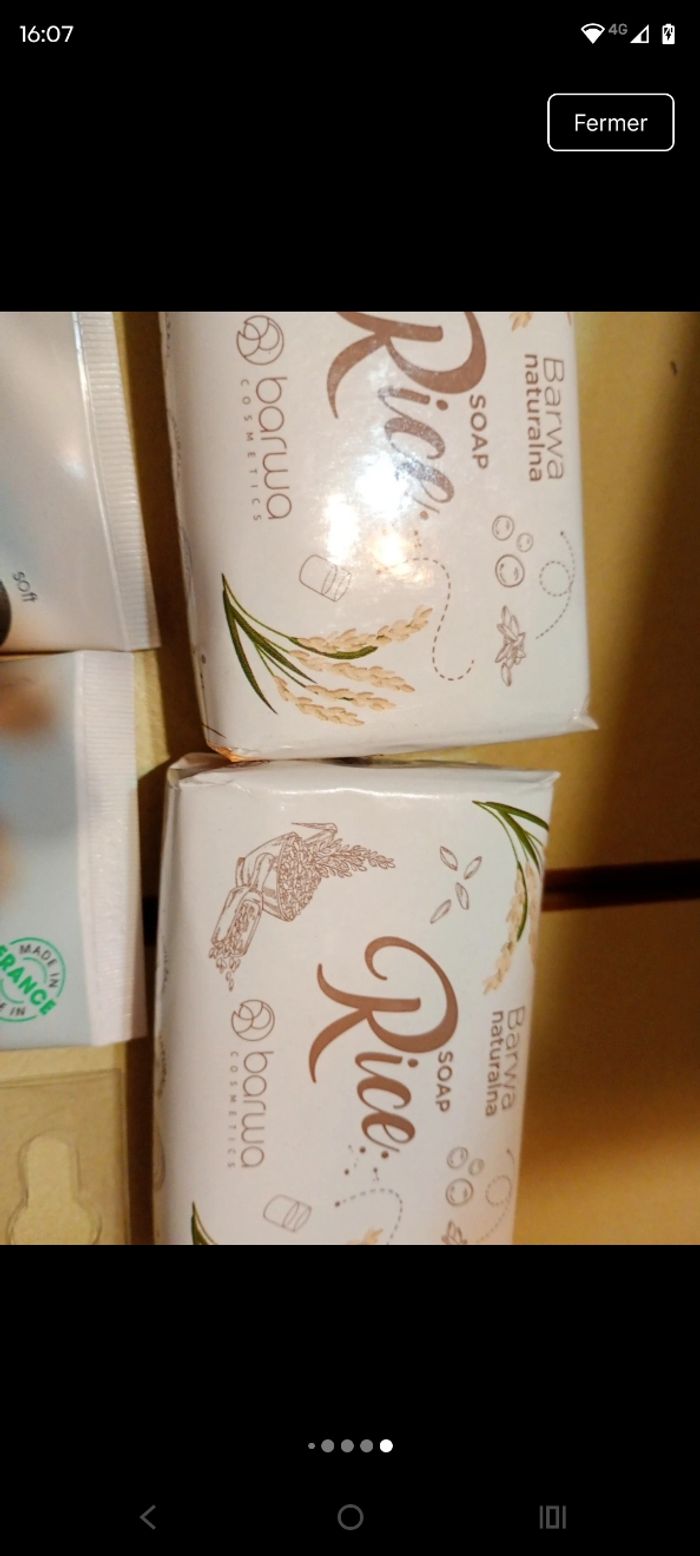 16:07
4G
Fermer
Barwa
naturalna
SOAP
Rice
barwa
COSMETICS
soft
Barwa
naturalna
SOAP
Rice
barwa
COSMETICS
MADE IN
FRANCE